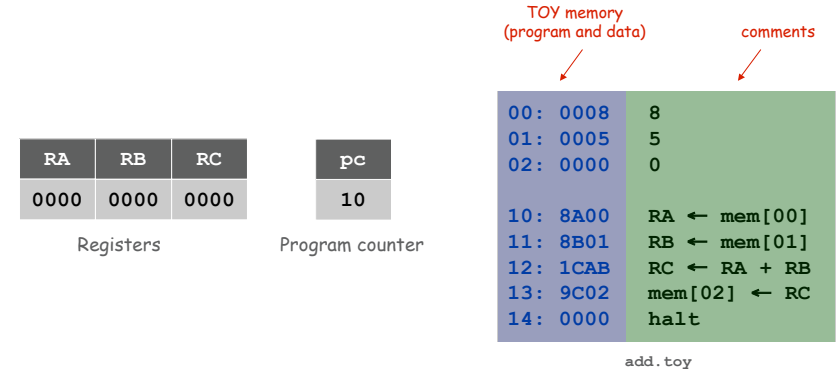 TOY memory
(program and data)
comments
RA RB RC
0000 0000 0000
Registers
pc
10
Program counter
00: 0008 8
01: 0005 5
02: 0000 0
10: 8A00 RA ← mem[00]
11: 8B01 RB ← mem[01]
12: 1CAB RC ← RA + RB
13: 9C02 mem[02] ← RC
14: 0000 halt
add.toy